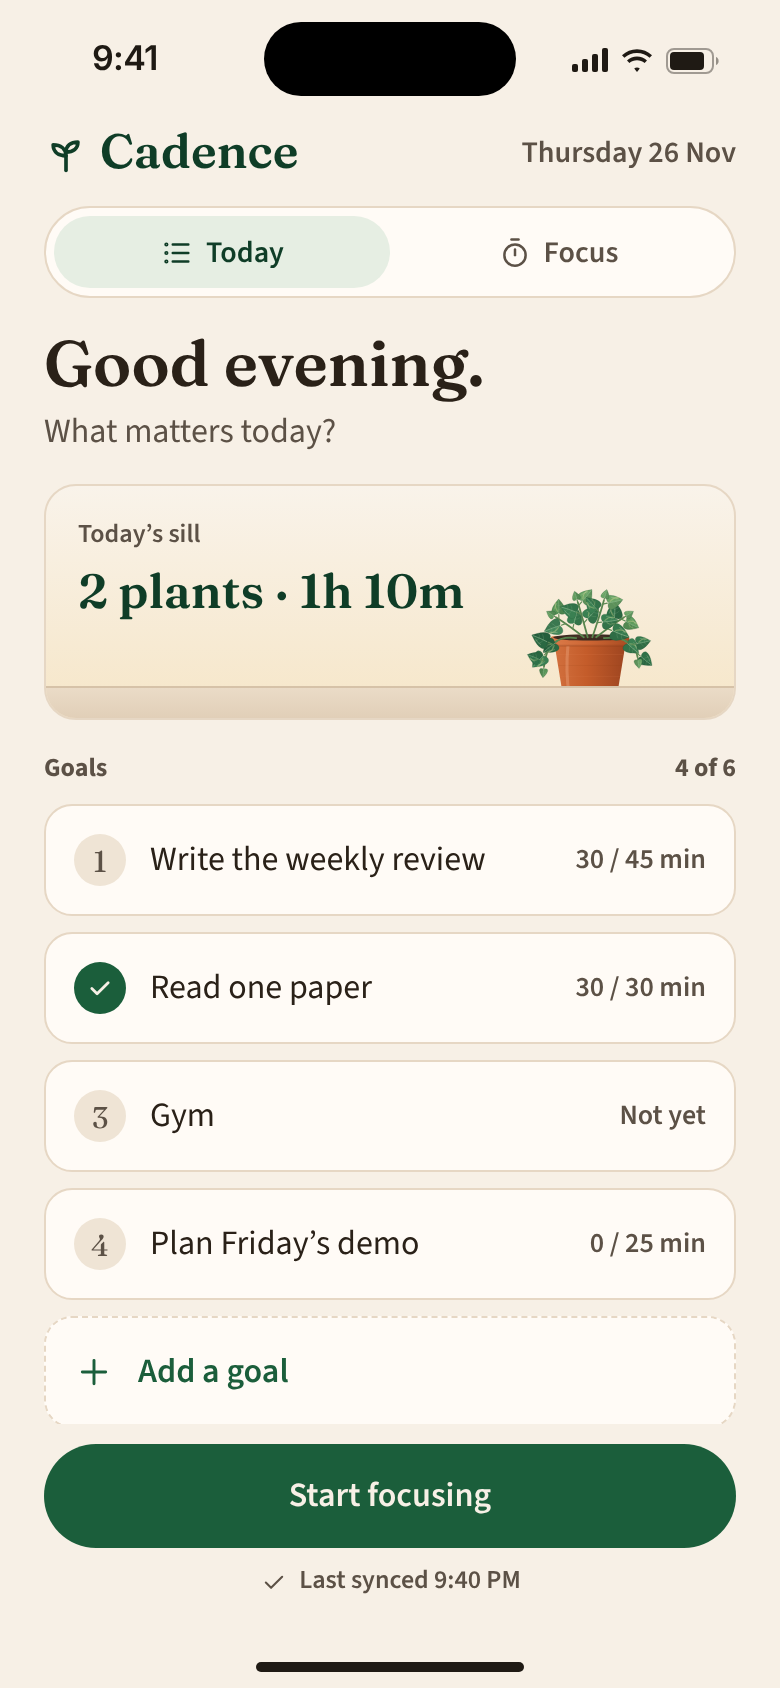 9:41
Cadence
Thursday 26 Nov
Today
Focus
Good evening.
What matters today?
Today’s sill
2 plants · 1h 10m
Goals
4 of 6
1 Write the weekly review 30 / 45 min
Read one paper 30 / 30 min
3 Gym Not yet
4 Plan Friday’s demo 0 / 25 min
Add a goal
Start focusing
Last synced 9:40 PM